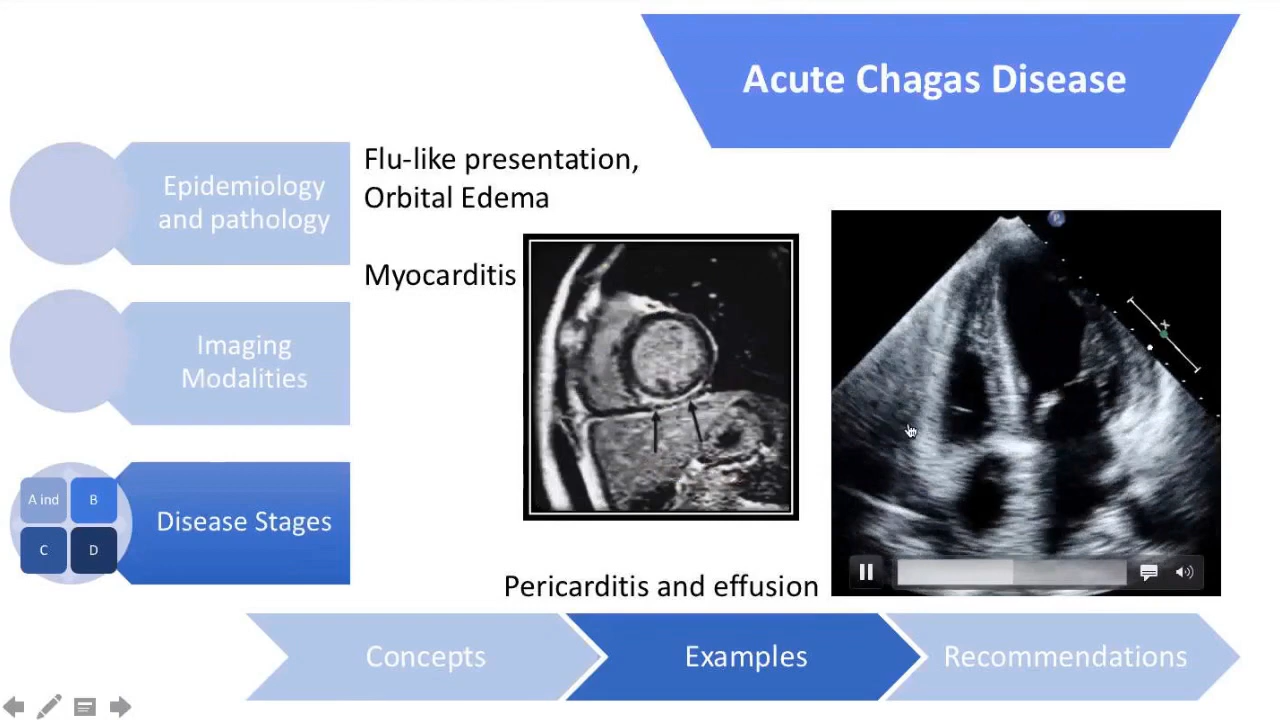 Acute Chagas Disease
Flu-like presentation,
Orbital Edema
Epidemiology
and pathology
Myocarditis
Imaging
Modalities
A ind
B
C
D
Disease Stages
Pericarditis and effusion
Concepts
Examples
Recommendations
P